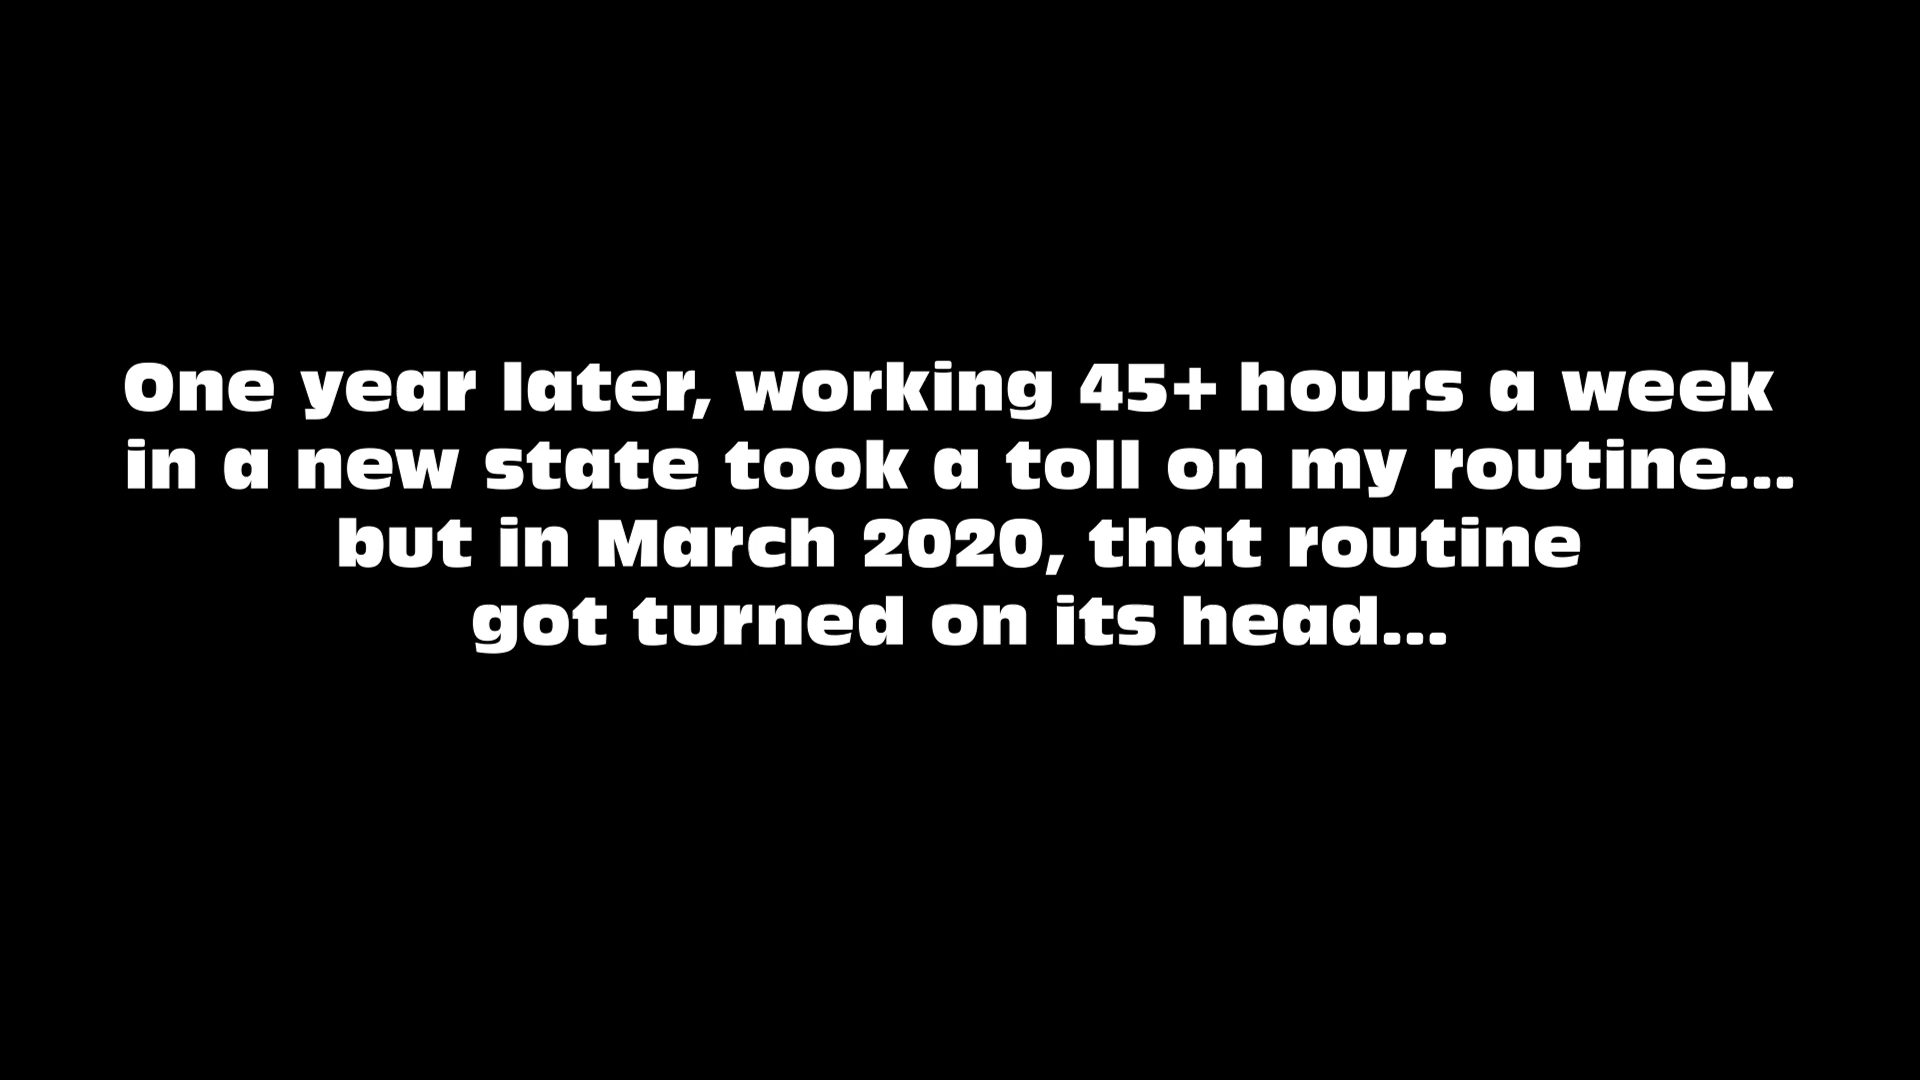 One year later, working 45+ hours a week
in a new state took a toll on my routine...
but in March 2020, that routine
got turned on its head...